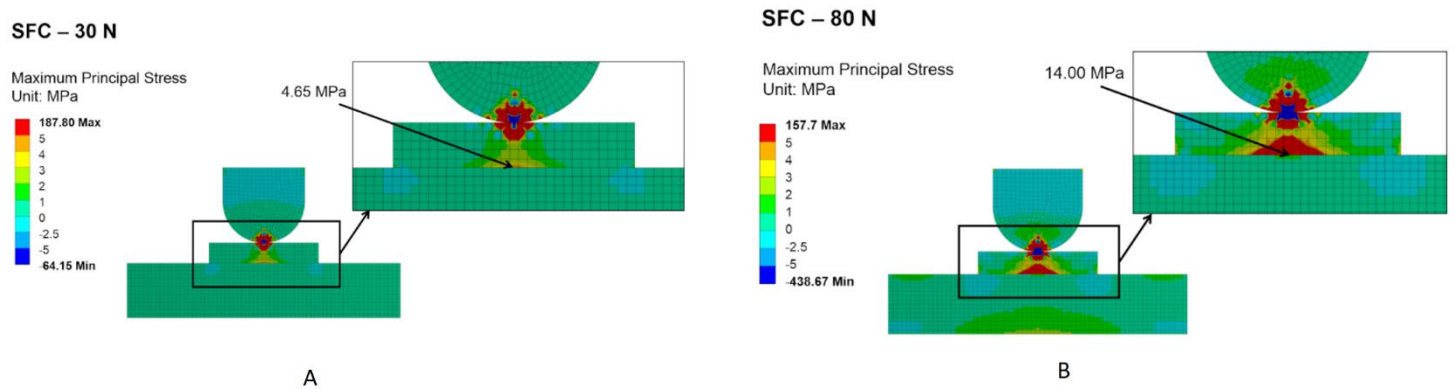 SFC – 30 N
Maximum Principal Stress
Unit: MPa
187.80 Max
5
4
3
2
1
0
-2.5
-5
-64.15 Min
4.65 MPa
A
SFC – 80 N
Maximum Principal Stress
Unit: MPa
157.7 Max
5
4
3
2
1
0
-2.5
-5
-438.67 Min
14.00 MPa
B